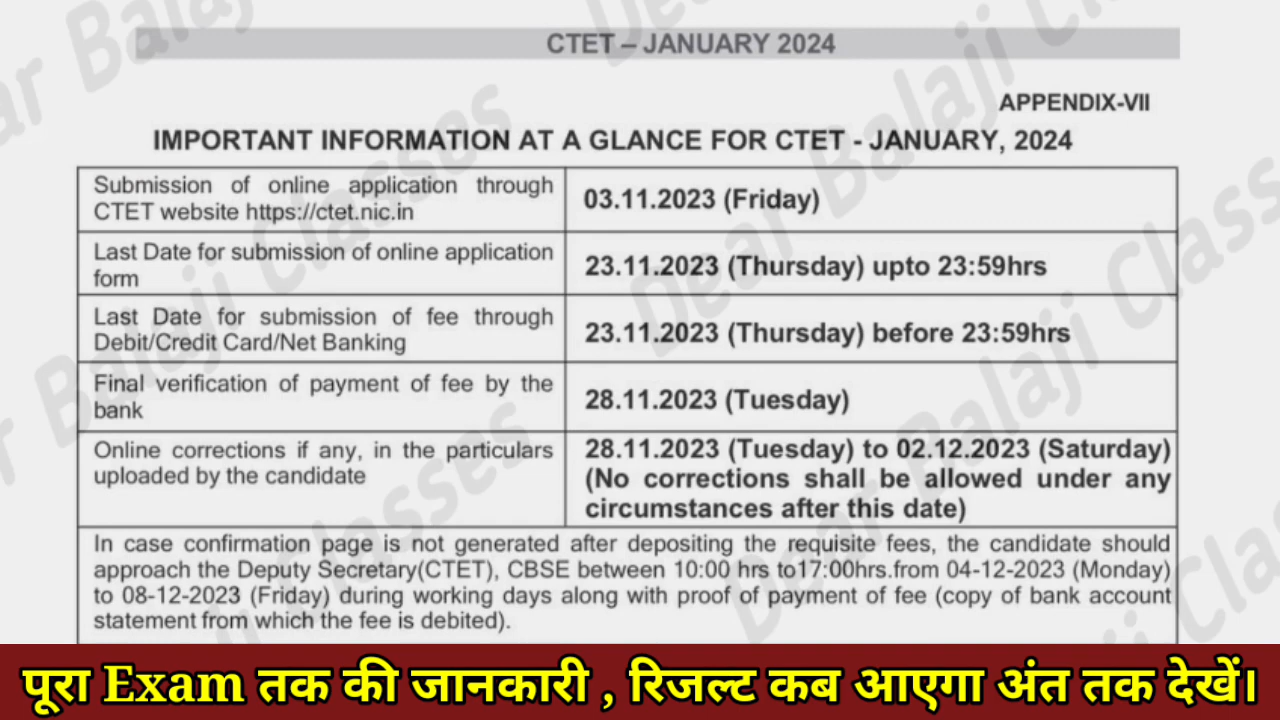 CTET – JANUARY 2024
APPENDIX-VII
IMPORTANT INFORMATION AT A GLANCE FOR CTET - JANUARY, 2024
Submission of online application through
CTET website https://ctet.nic.in
03.11.2023 (Friday)
Last Date for submission of online application
form
23.11.2023 (Thursday) upto 23:59hrs
Last Date for submission of fee through
Debit/Credit Card/Net Banking
23.11.2023 (Thursday) before 23:59hrs
Final verification of payment of fee by the
bank
28.11.2023 (Tuesday)
Online corrections if any, in the particulars
uploaded by the candidate
28.11.2023 (Tuesday) to 02.12.2023 (Saturday)
(No corrections shall be allowed under any
circumstances after this date)
In case confirmation page is not generated after depositing the requisite fees, the candidate should
approach the Deputy Secretary(CTET), CBSE between 10:00 hrs to17:00hrs.from 04-12-2023 (Monday)
to 08-12-2023 (Friday) during working days along with proof of payment of fee (copy of bank account
statement from which the fee is debited).
पूरा Exam तक की जानकारी , रिजल्ट कब आएगा अंत तक देखें।
Dear Balaji Classes